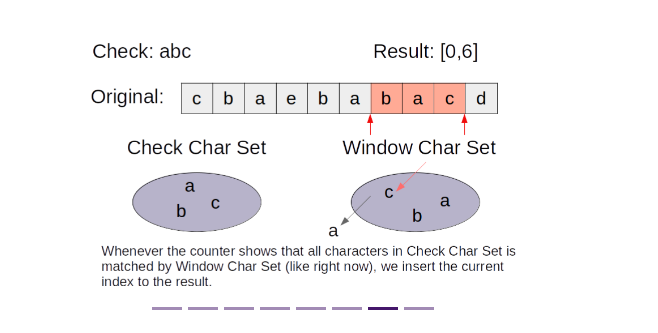 Check: abc
Result: [0,6]
Original: c b a e b a b a c d
Check Char Set
Window Char Set
a
b
c
c
a
b
a
Whenever the counter shows that all characters in Check Char Set is
matched by Window Char Set (like right now), we insert the current
index to the result.